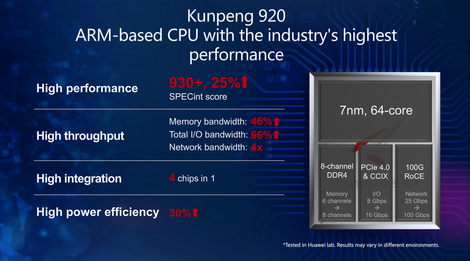 Kunpeng 920
ARM-based CPU with the industry's highest
performance
High performance
930+, 25%⬆
SPECint score
High throughput
Memory bandwidth: 46%⬆
Total I/O bandwidth: 66%⬆
Network bandwidth: 4x
High integration
4 chips in 1
High power efficiency
30%⬆
7nm, 64-core
8-channel
DDR4
Memory
6 channels
→
8 channels
PCIe 4.0
& CCIX
I/O
8 Gbps
→
16 Gbps
100G
RoCE
Network
25 Gbps
→
100 Gbps
*Tested in Huawei lab. Results may vary in different environments.